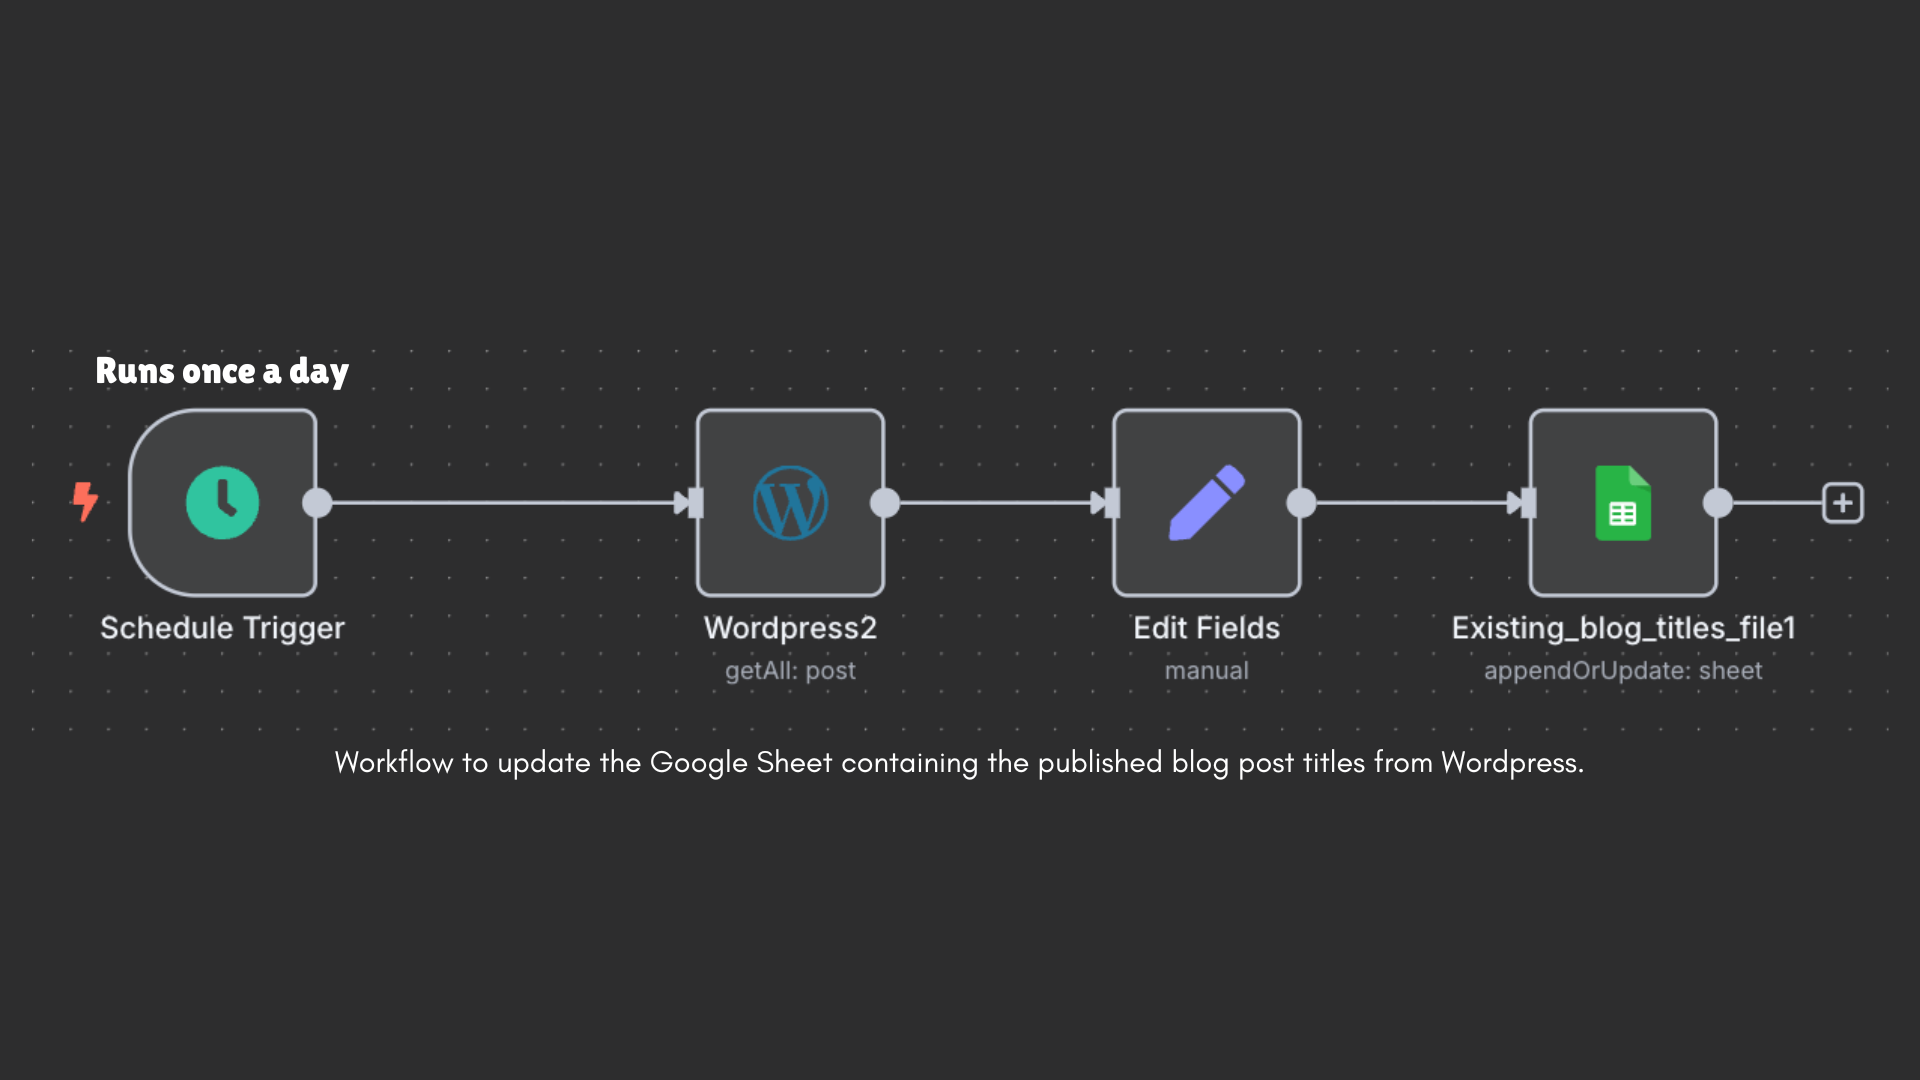 Runs once a day
Schedule Trigger
Wordpress2
getAll: post
Edit Fields
manual
Existing_blog_titles_file1
appendOrUpdate: sheet
Workflow to update the Google Sheet containing the published blog post titles from Wordpress.